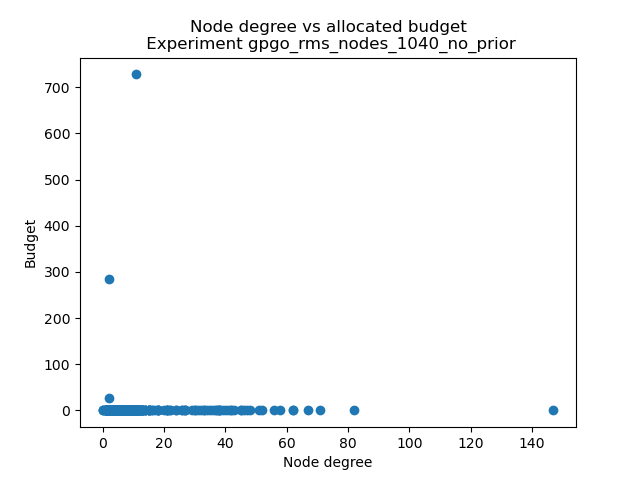 Node degree vs allocated budget
Experiment gpgo_rms_nodes_1040_no_prior
700
600
500
400
300
200
100
0
Budget
0 20 40 60 80 100 120 140
Node degree